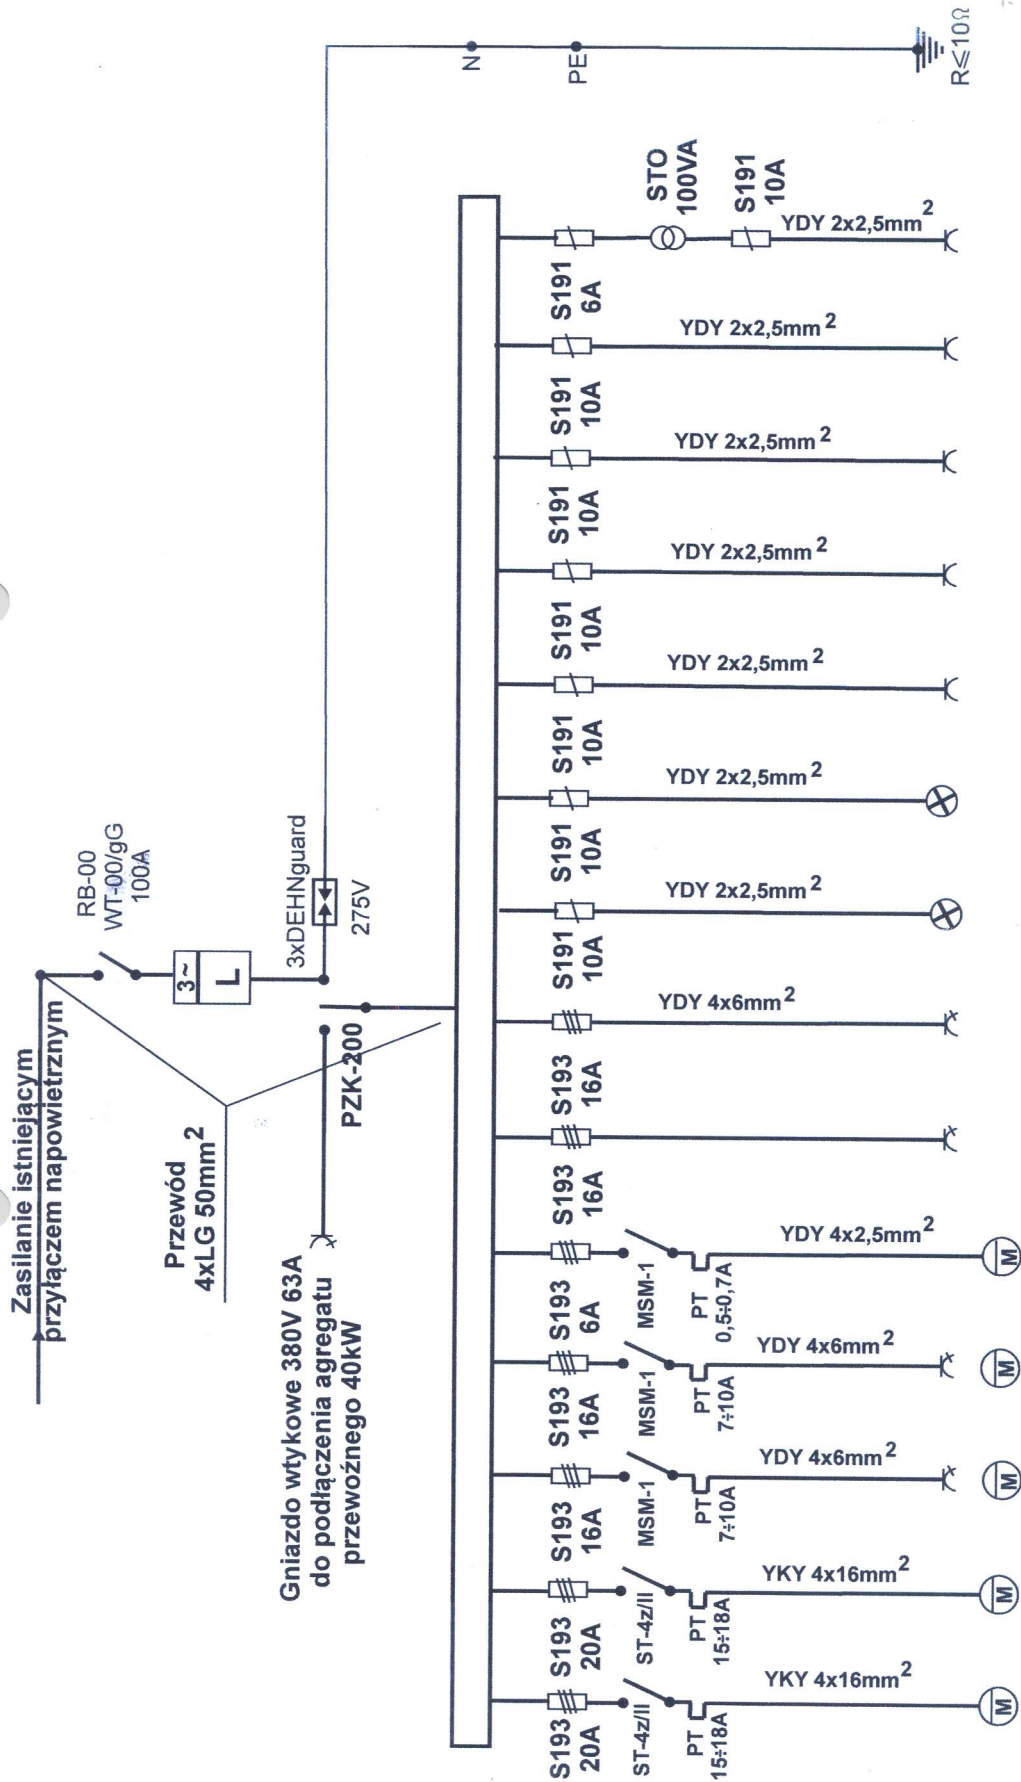 Zasilanie istniejącym
przyłączem napowietrznym
RB-00
WT-00/gG
100A
3~
L
Przewód
4xLG 50mm²
3xDEHNguard
275V
PZK-200
Gniazdo wtykowe 380V 63A
do podłączenia agregatu
przewoźnego 40kW
N
PE
R≤10Ω
S193
20A
ST-4z/II
PT
15÷18A
YKY 4x16mm²
M
S193
20A
ST-4z/II
PT
15÷18A
YKY 4x16mm²
M
S193
16A
MSM-1
PT
7÷10A
YDY 4x6mm²
M
S193
16A
MSM-1
PT
7÷10A
YDY 4x6mm²
M
S193
6A
MSM-1
PT
0,5÷0,7A
YDY 4x2,5mm²
M
S193
16A
S193
16A
YDY 4x6mm²
S191
10A
YDY 2x2,5mm²
S191
10A
YDY 2x2,5mm²
S191
10A
YDY 2x2,5mm²
S191
10A
YDY 2x2,5mm²
S191
10A
YDY 2x2,5mm²
S191
10A
YDY 2x2,5mm²
S191
6A
STO
100VA
S191
10A
YDY 2x2,5mm²